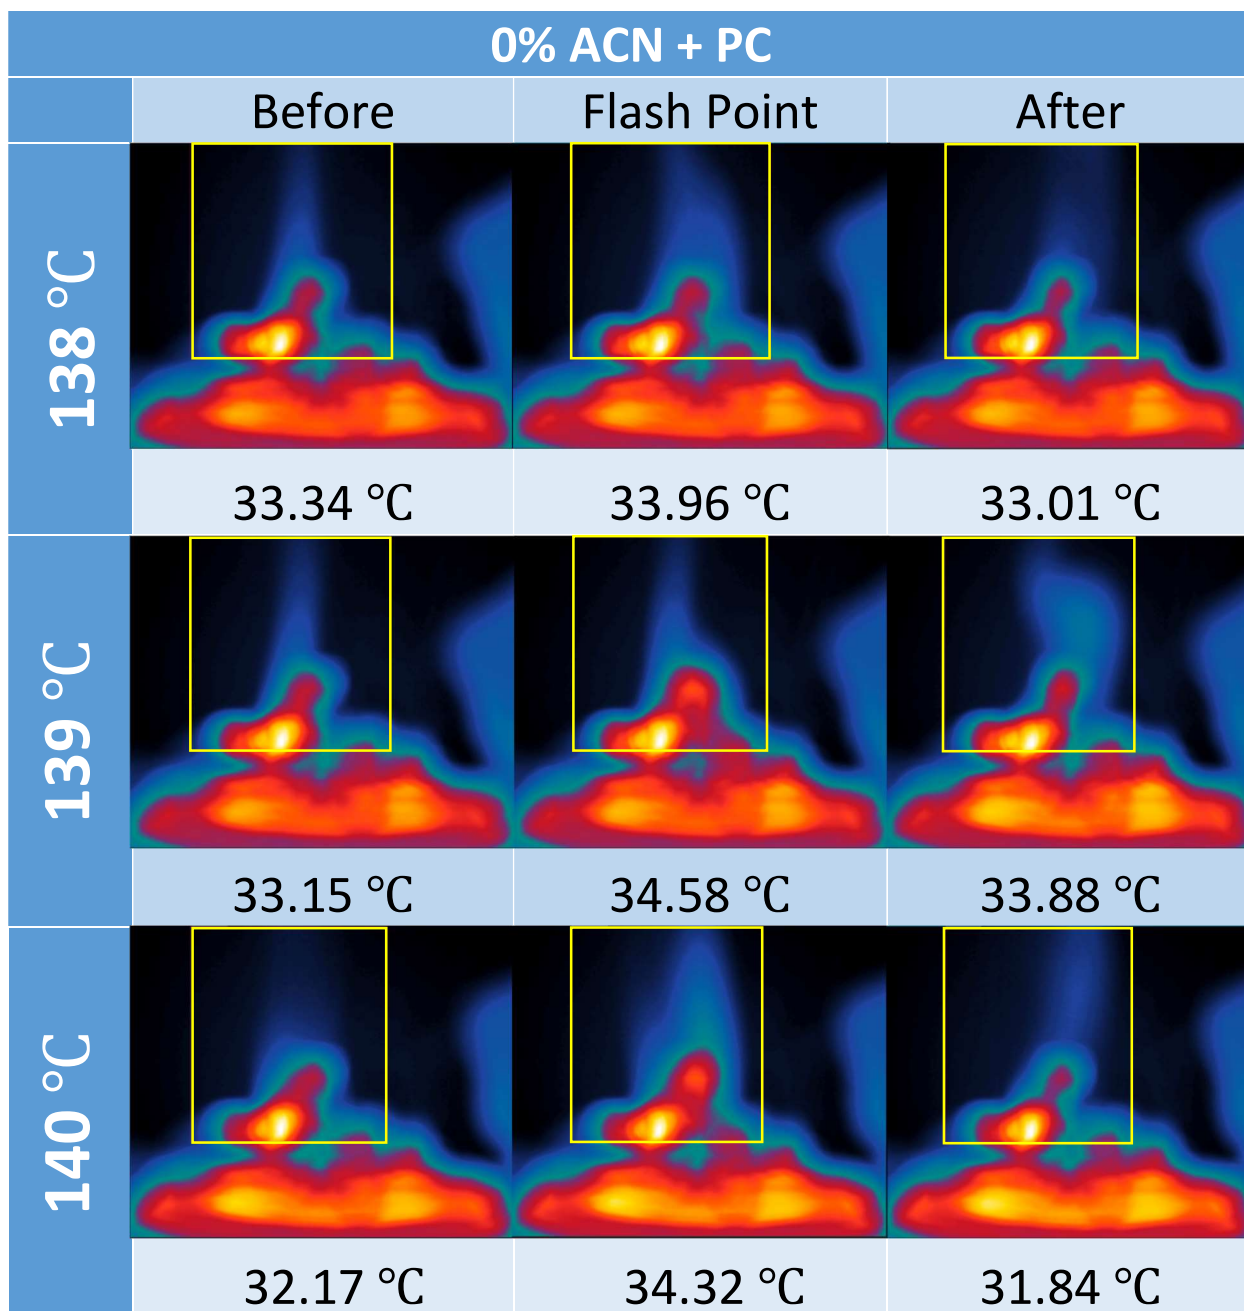 0% ACN + PC
Before Flash Point After
138 °C
33.34 °C 33.96 °C 33.01 °C
139 °C
33.15 °C 34.58 °C 33.88 °C
140 °C
32.17 °C 34.32 °C 31.84 °C